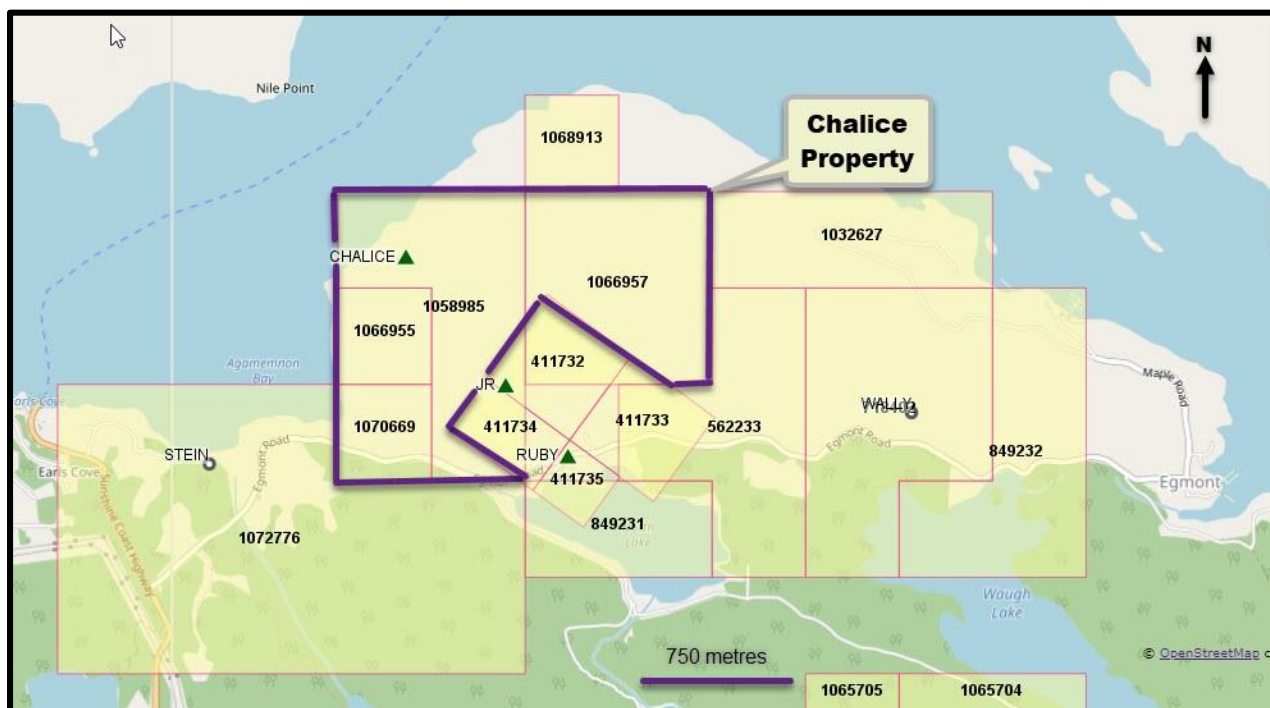 N
Nile Point
Chalice
Property
1068913
1032627
CHALICE
1066957
1058985
1066955
411732
Agamemnon
Bay
JR
Maple Road
1070669
411734
411733
562233
WALLY
Egmont Road
849232
STEIN
RUBY
Earls Cove
Egmont Road
411735
Egmont
849231
Lake
Sunshine Coast Highway
1072776
Waugh
Lake
750 metres
© OpenStreetMap c
1065705
1065704